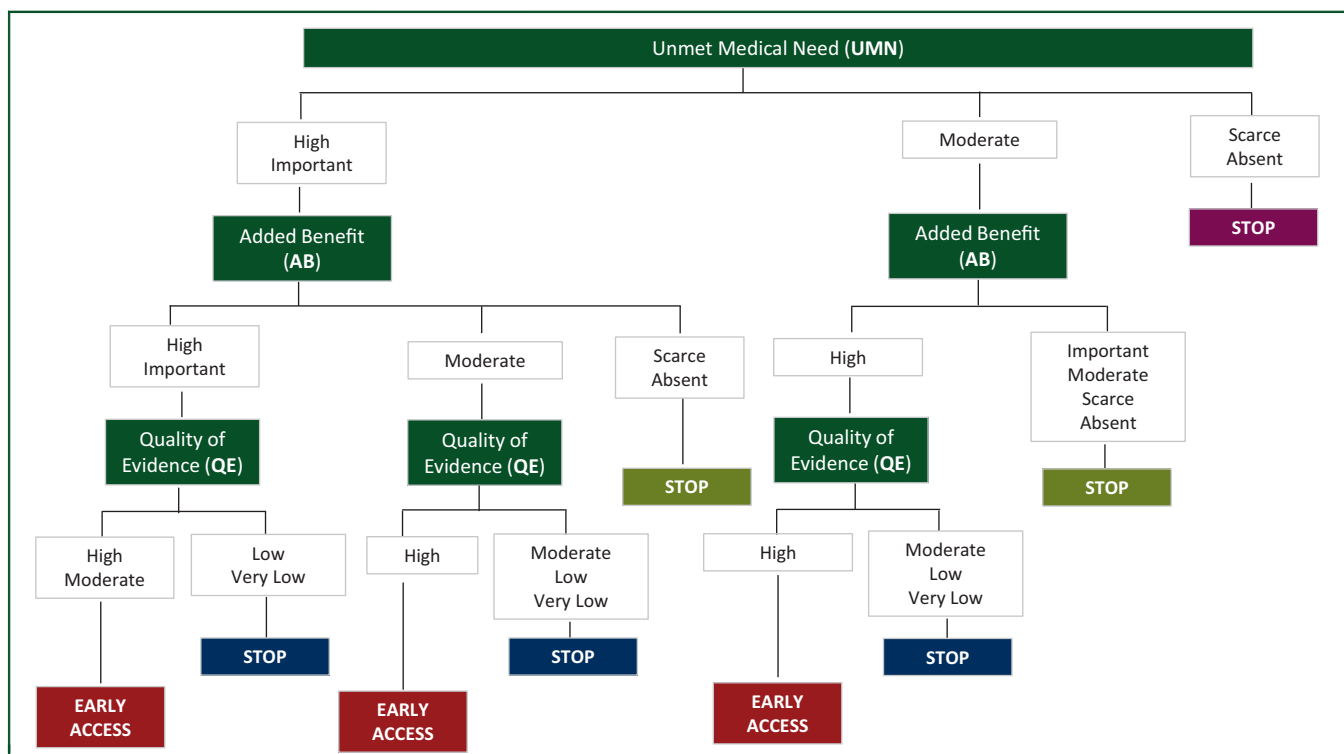 Unmet Medical Need (UMN)
High
Important
Moderate
Scarce
Absent
STOP
Added Benefit
(AB)
Added Benefit
(AB)
High
Important
Moderate
Scarce
Absent
High
Important
Moderate
Scarce
Absent
Quality of
Evidence (QE)
Quality of
Evidence (QE)
STOP
Quality of
Evidence (QE)
STOP
High
Moderate
Low
Very Low
High
Moderate
Low
Very Low
High
Moderate
Low
Very Low
STOP
STOP
STOP
EARLY
ACCESS
EARLY
ACCESS
EARLY
ACCESS